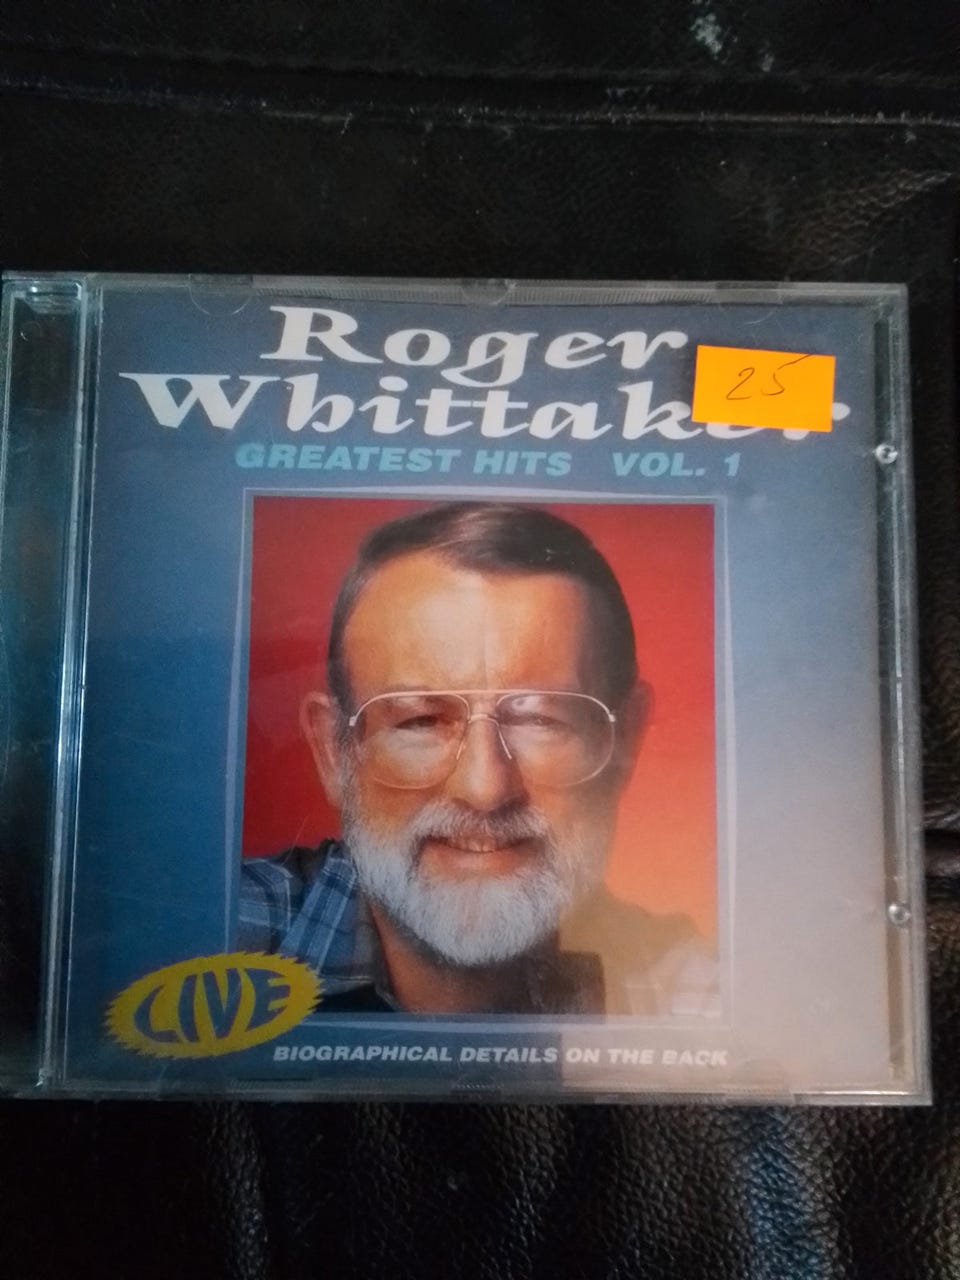 Roger
Whittaker
25
GREATEST HITS VOL. 1
LIVE
BIOGRAPHICAL DETAILS ON THE BACK